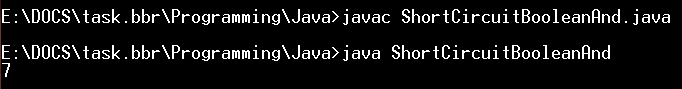 E:\DOCS\task.bbr\Programming\Java>javac ShortCircuitBooleanAnd.java
E:\DOCS\task.bbr\Programming\Java>java ShortCircuitBooleanAnd
7